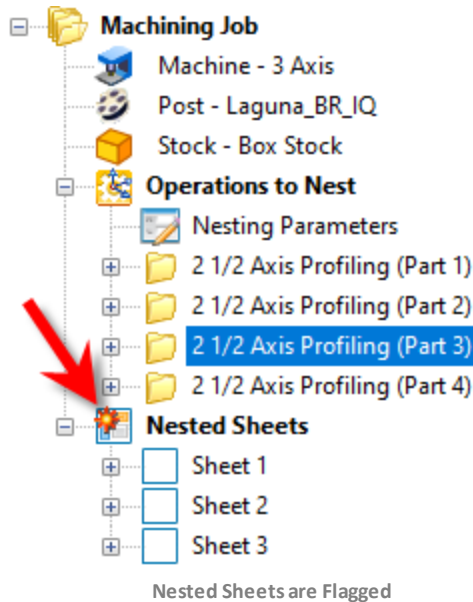 Machining Job
Machine - 3 Axis
Post - Laguna_BR_IQ
Stock - Box Stock
Operations to Nest
Nesting Parameters
2 1/2 Axis Profiling (Part 1)
2 1/2 Axis Profiling (Part 2)
2 1/2 Axis Profiling (Part 3)
2 1/2 Axis Profiling (Part 4)
Nested Sheets
Sheet 1
Sheet 2
Sheet 3
Nested Sheets are Flagged